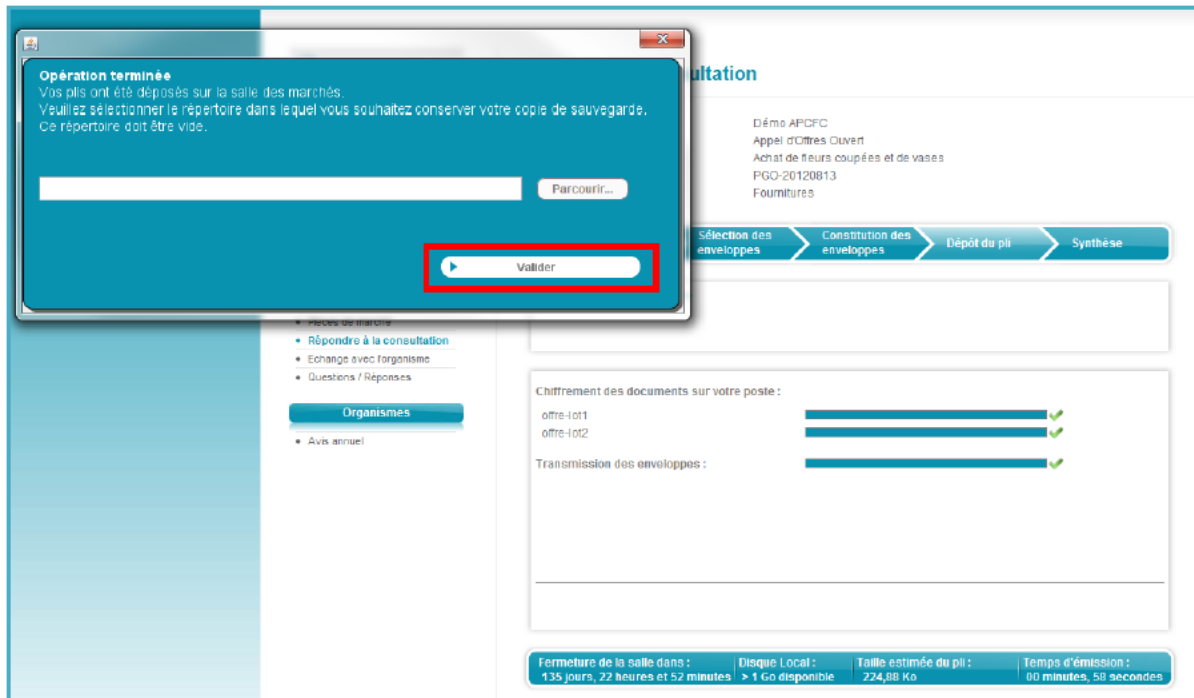 Opération terminée
Vos plis ont été déposés sur la salle des marchés.
Veuillez sélectionner le répertoire dans lequel vous souhaitez conserver votre copie de sauvegarde.
Ce répertoire doit être vide.
Parcourir...
Valider
ultation
Démo APCFC
Appel d'Offres Ouvert
Achat de fleurs coupées et de vases
PGO-20120813
Fournitures
Sélection des enveloppes
Constitution des enveloppes
Dépôt du pli
Synthèse
Pièces de marché
Répondre à la consultation
Echange avec l'organisme
Questions / Réponses
Organismes
Avis annuel
Chiffrement des documents sur votre poste :
offre-lot1
offre-lot2
Transmission des enveloppes :
Fermeture de la salle dans :
135 jours, 22 heures et 52 minutes
Disque Local :
> 1 Go disponible
Taille estimée du pli :
224,88 Ko
Temps d'émission :
00 minutes, 58 secondes